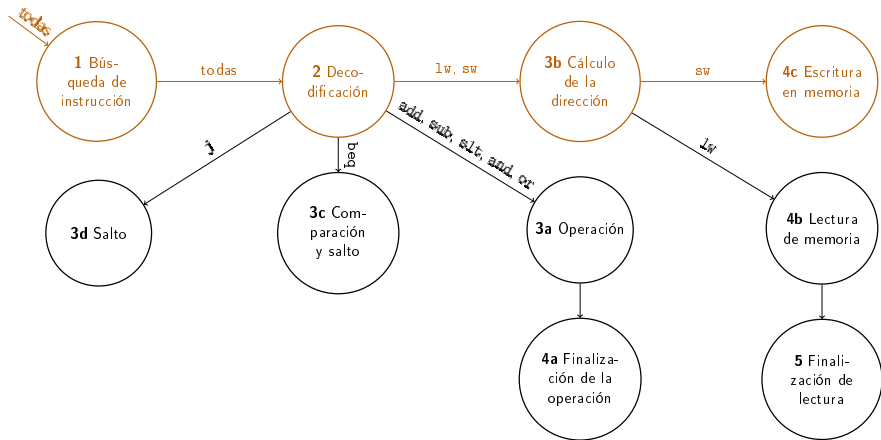 todas
1 Bús-
queda de
instrucción
todas
2 Deco-
dificación
lw, sw
3b Cálculo
de la
dirección
sw
4c Escritura
en memoria
j
beq
add, sub, slt, and, or
lw
3d Salto
3c Com-
paración
y salto
3a Operación
4b Lectura
de memoria
4a Finaliza-
ción de la
operación
5 Finali-
zación de
lectura